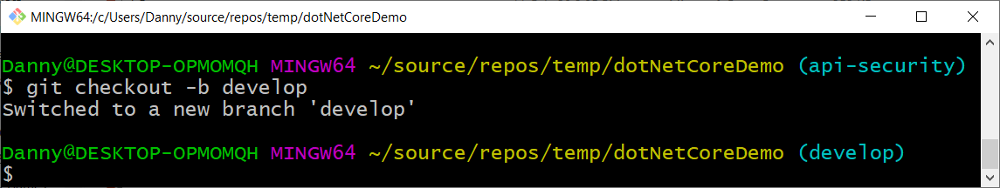 MINGW64:/c/Users/Danny/source/repos/temp/dotNetCoreDemo
Danny@DESKTOP-OPMOMQH MINGW64 ~/source/repos/temp/dotNetCoreDemo (api-security)
$ git checkout -b develop
Switched to a new branch 'develop'
Danny@DESKTOP-OPMOMQH MINGW64 ~/source/repos/temp/dotNetCoreDemo (develop)
$